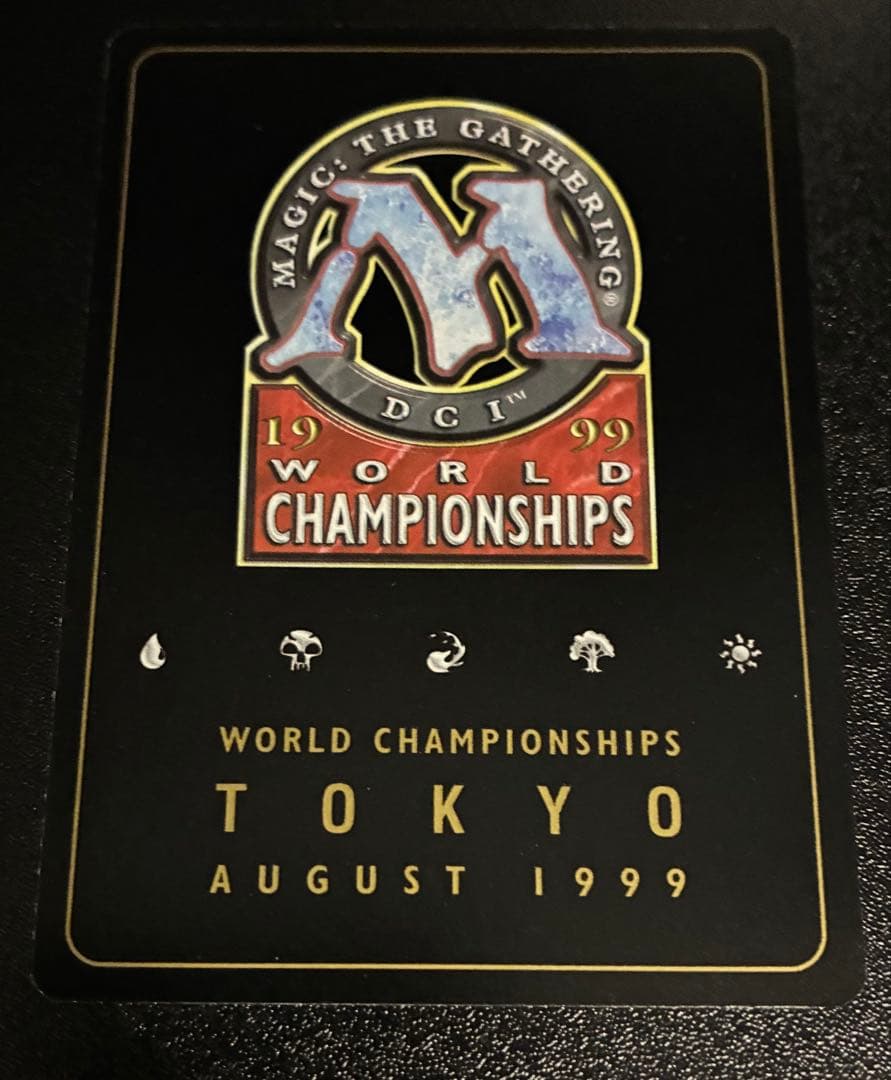 MAGIC: THE GATHERING®
DCI™
19 99
WORLD
CHAMPIONSHIPS
WORLD CHAMPIONSHIPS
TOKYO
AUGUST 1999